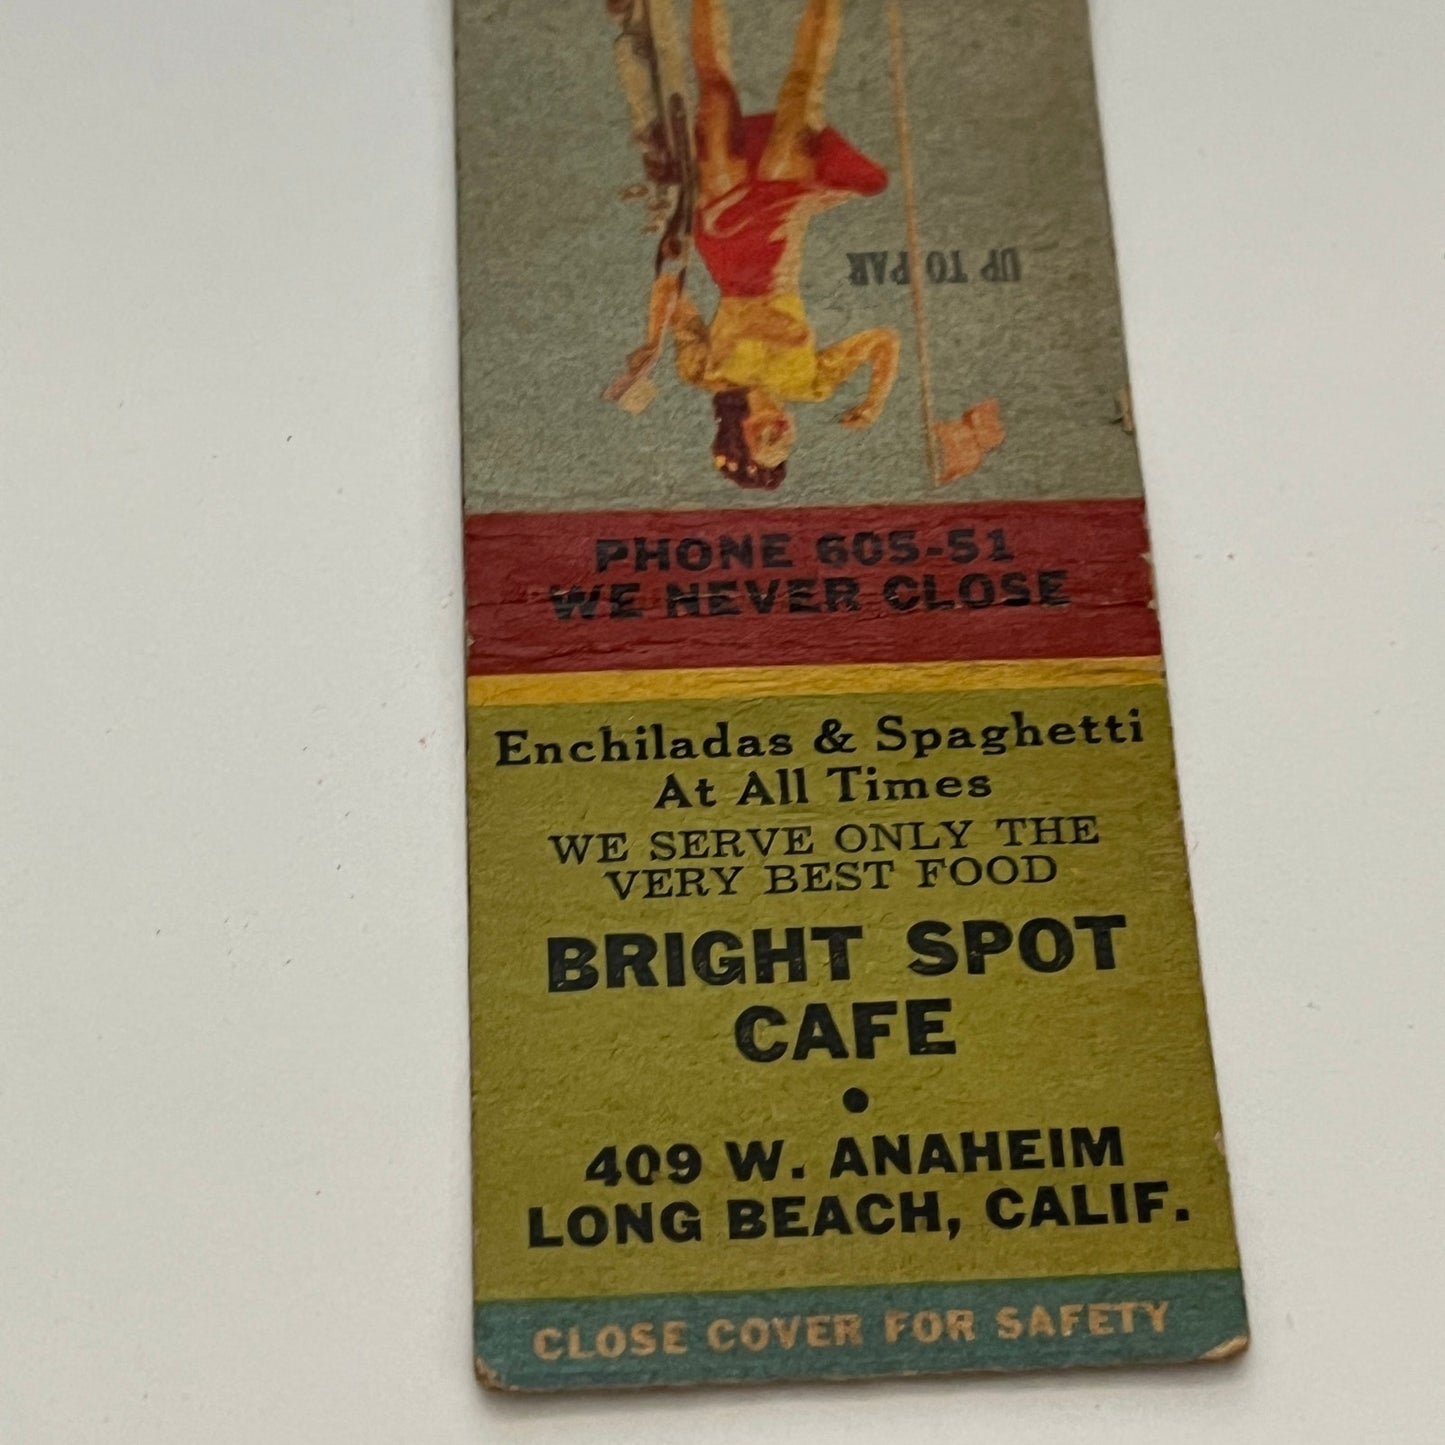 UP TO PAR
PHONE 605-51
WE NEVER CLOSE
Enchiladas & Spaghetti
At All Times
WE SERVE ONLY THE
VERY BEST FOOD
BRIGHT SPOT
CAFE
•
409 W. ANAHEIM
LONG BEACH, CALIF.
CLOSE COVER FOR SAFETY